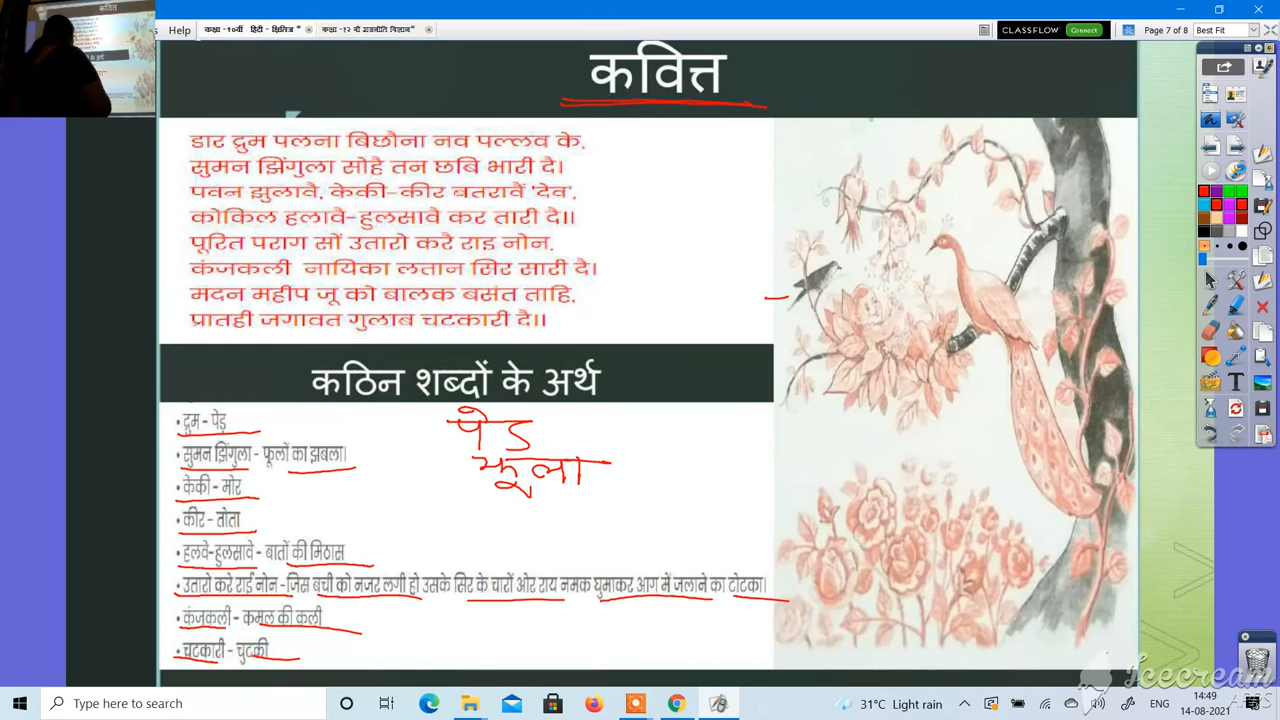 कवित्त
s Help कक्षा -१०वीं हिंदी - क्षितिज * कक्षा -१२ वीं राजनीति विज्ञान* CLASSFLOW Connect Page 7 of 8 Best Fit
कवित्त
डार द्रुम पलना बिछौना नव पल्लव के,
सुमन झिंगुला सोहै तन छबि भारी दै।
पवन झुलावै, केकी-कीर बतरावैं 'देव',
कोकिल हलावै-हुलसावै कर तारी दै।।
पूरित पराग सों उतारो करै राइ नोन,
कंजकली नायिका लतान सिर सारी दै।
मदन महीप जू को बालक बसंत ताहि,
प्रातही जगावत गुलाब चटकारी दै।।
कठिन शब्दों के अर्थ
• द्रुम - पेड़
• सुमन झिंगुला - फूलों का झबला।
• केकी - मोर
• कीर - तोता
• हलवे-हुलसावे - बातों की मिठास
• उतारो करे राई नोन - जिस बची को नजर लगी हो उसके सिर के चारों ओर राय नमक घुमाकर आग में जलाने का टोटका।
• कंजकली - कमल की कली
• चटकारी - चुटकी
पेड
झूला
Icecream
APPS
Type here to search
31°C Light rain
ENG
14:49
14-08-2021